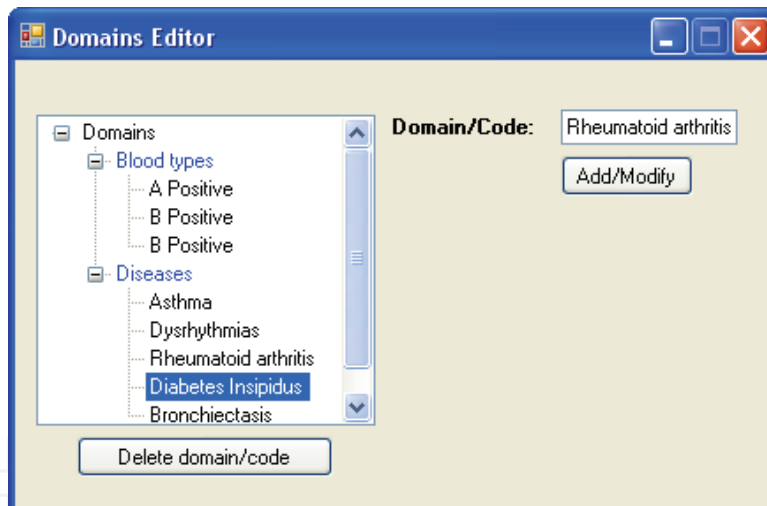 Domains Editor
Domains
Blood types
A Positive
B Positive
B Positive
Diseases
Asthma
Dysrhythmias
Rheumatoid arthritis
Diabetes Insipidus
Bronchiectasis
Delete domain/code
Domain/Code:
Rheumatoid arthritis
Add/Modify